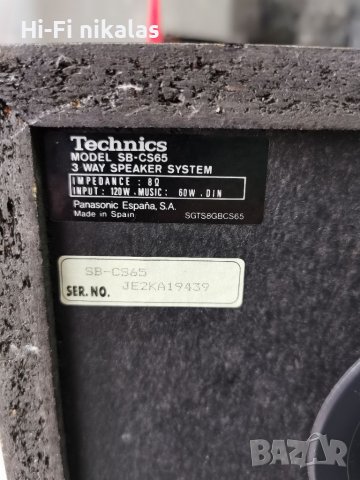 Hi-Fi nikalas
Technics
MODEL SB-CS65
3 WAY SPEAKER SYSTEM
IMPEDANCE : 8Ω
INPUT: 120W.MUSIC: 60W.DIN
Panasonic España, S.A.
Made in Spain
SGTS8GBCS65
SB-CS65
SER.NO. JE2KA19439
BAZAR